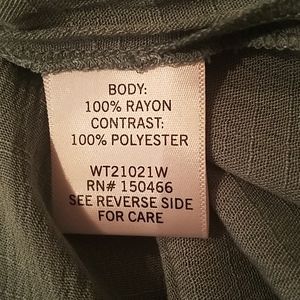 BODY:
100% RAYON
CONTRAST:
100% POLYESTER
WT21021W
RN# 150466
SEE REVERSE SIDE
FOR CARE